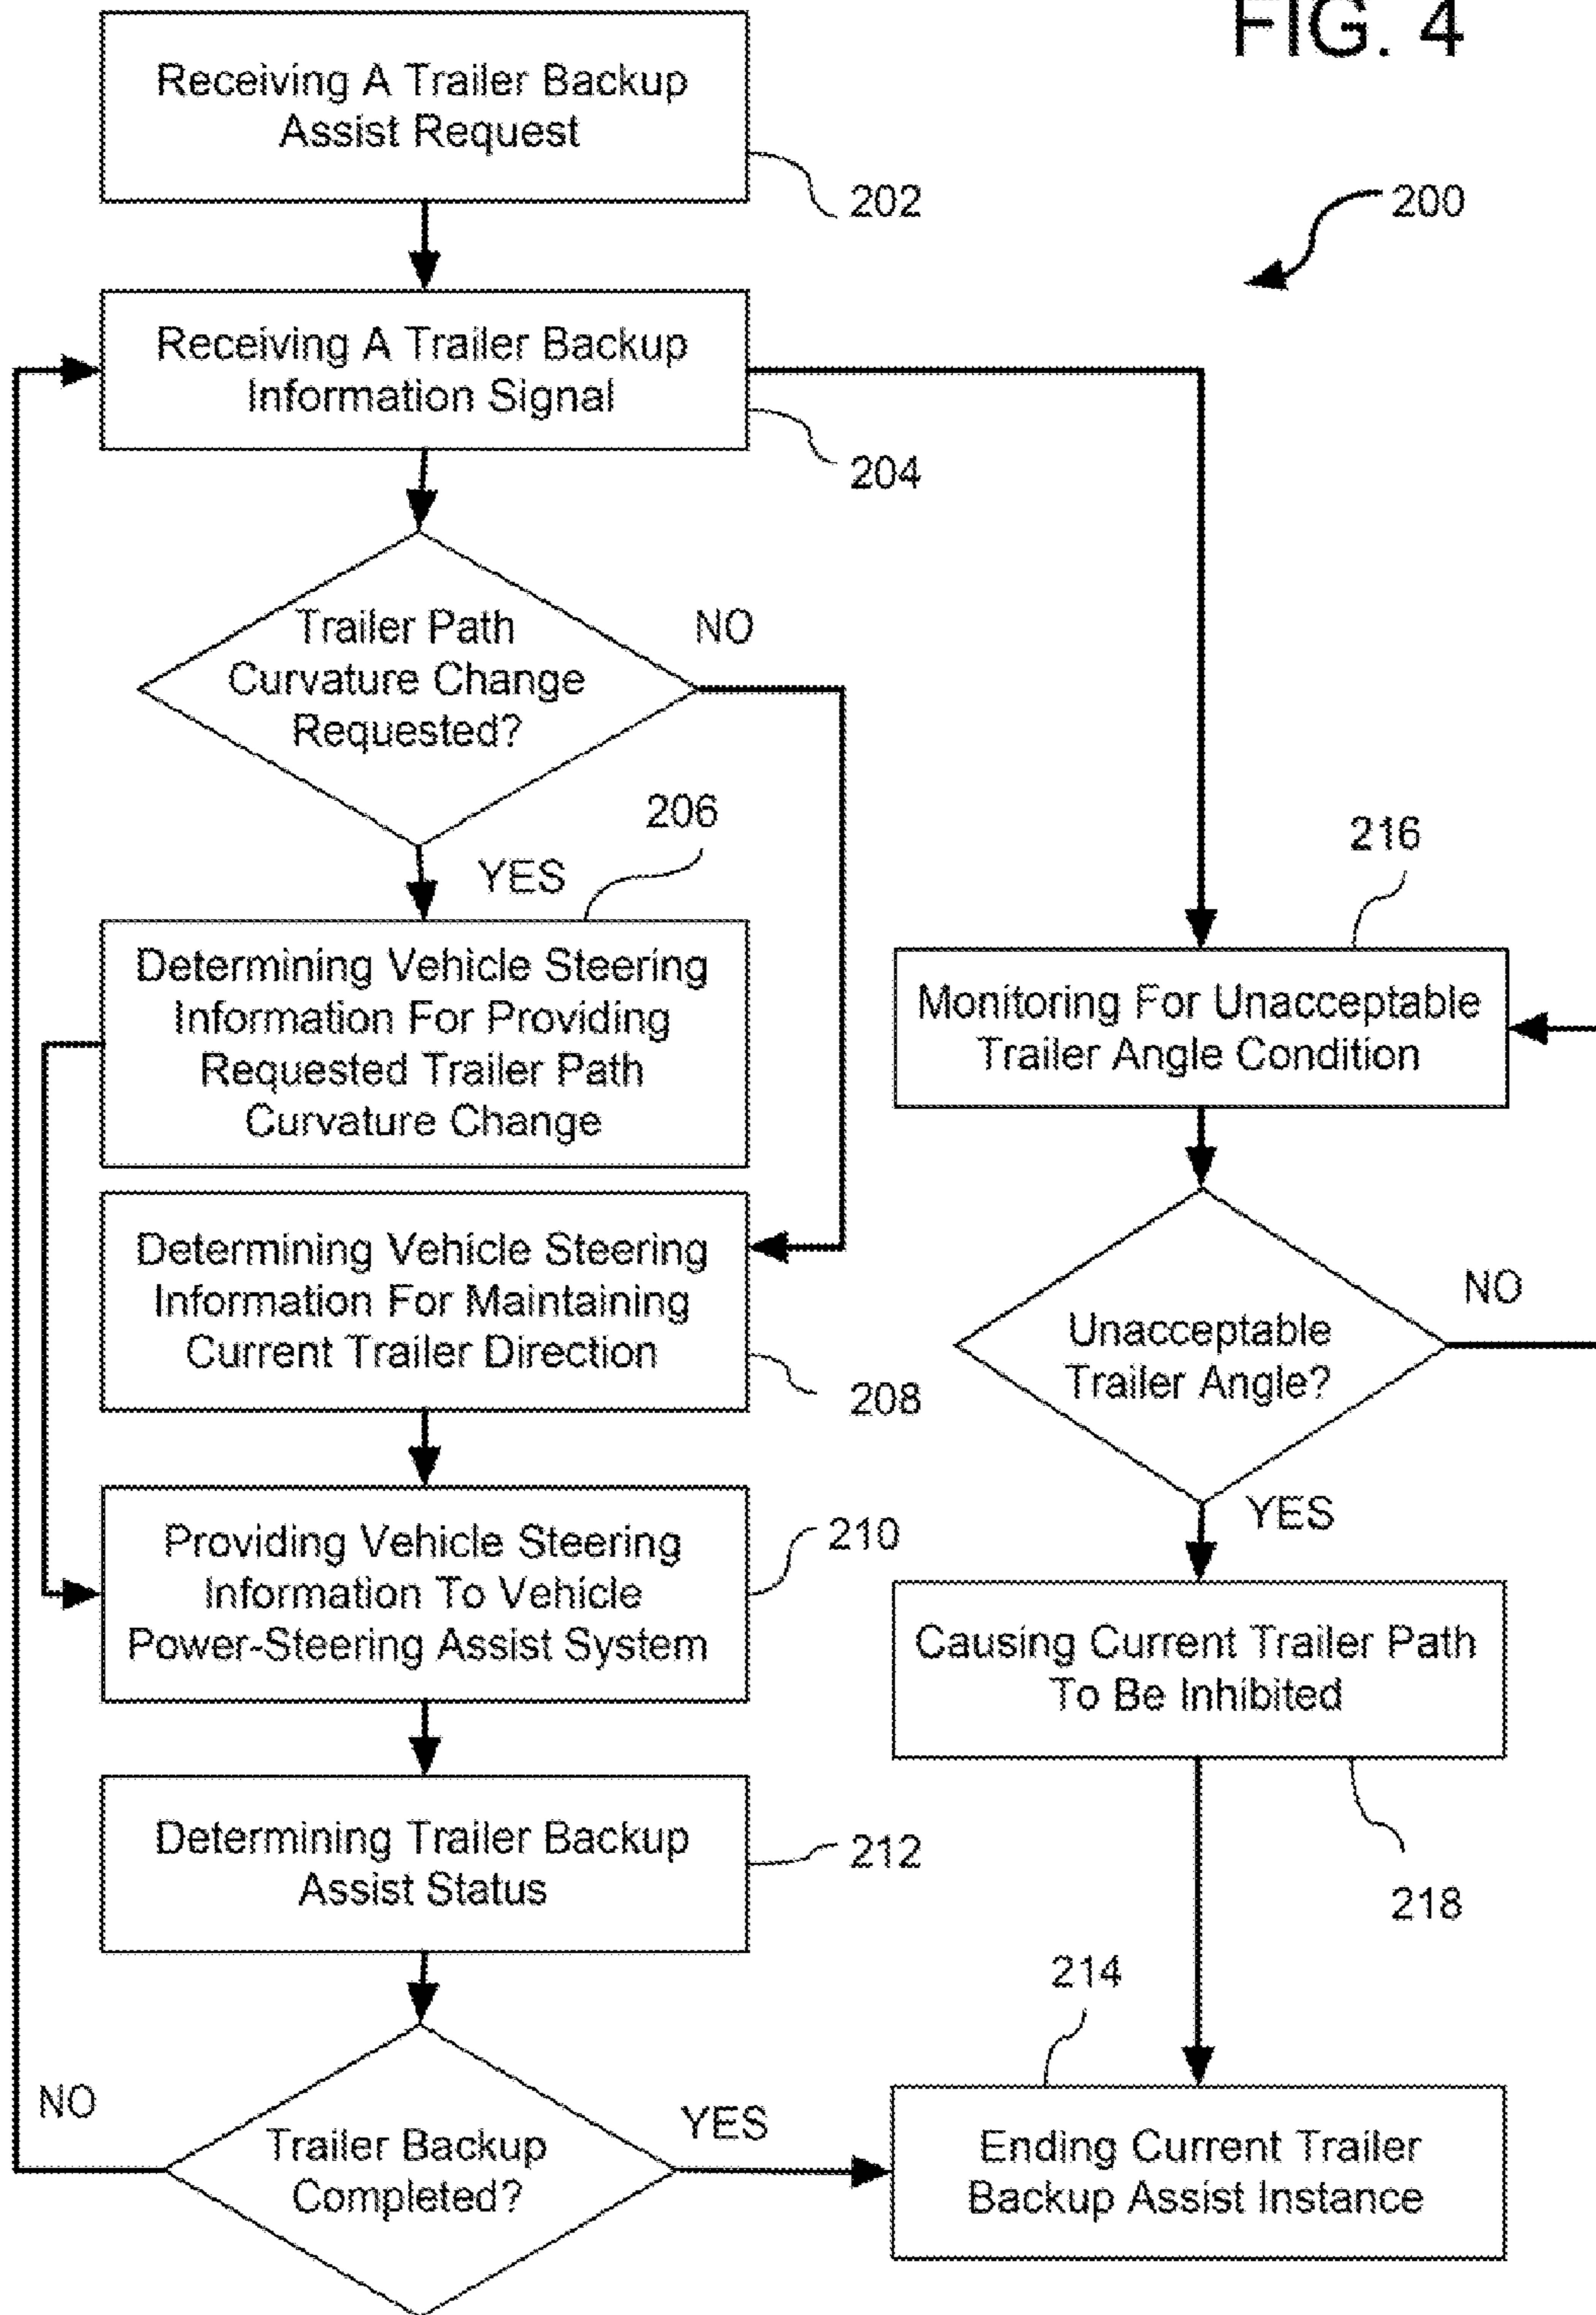 FIG. 4
Receiving A Trailer Backup
Assist Request
202
200
Receiving A Trailer Backup
Information Signal
204
Trailer Path
Curvature Change
Requested?
NO
YES
206
Determining Vehicle Steering
Information For Providing
Requested Trailer Path
Curvature Change
Determining Vehicle Steering
Information For Maintaining
Current Trailer Direction
208
Providing Vehicle Steering
Information To Vehicle
Power-Steering Assist System
210
Determining Trailer Backup
Assist Status
212
Trailer Backup
Completed?
NO
YES
216
Monitoring For Unacceptable
Trailer Angle Condition
Unacceptable
Trailer Angle?
NO
YES
Causing Current Trailer Path
To Be Inhibited
218
214
Ending Current Trailer
Backup Assist Instance